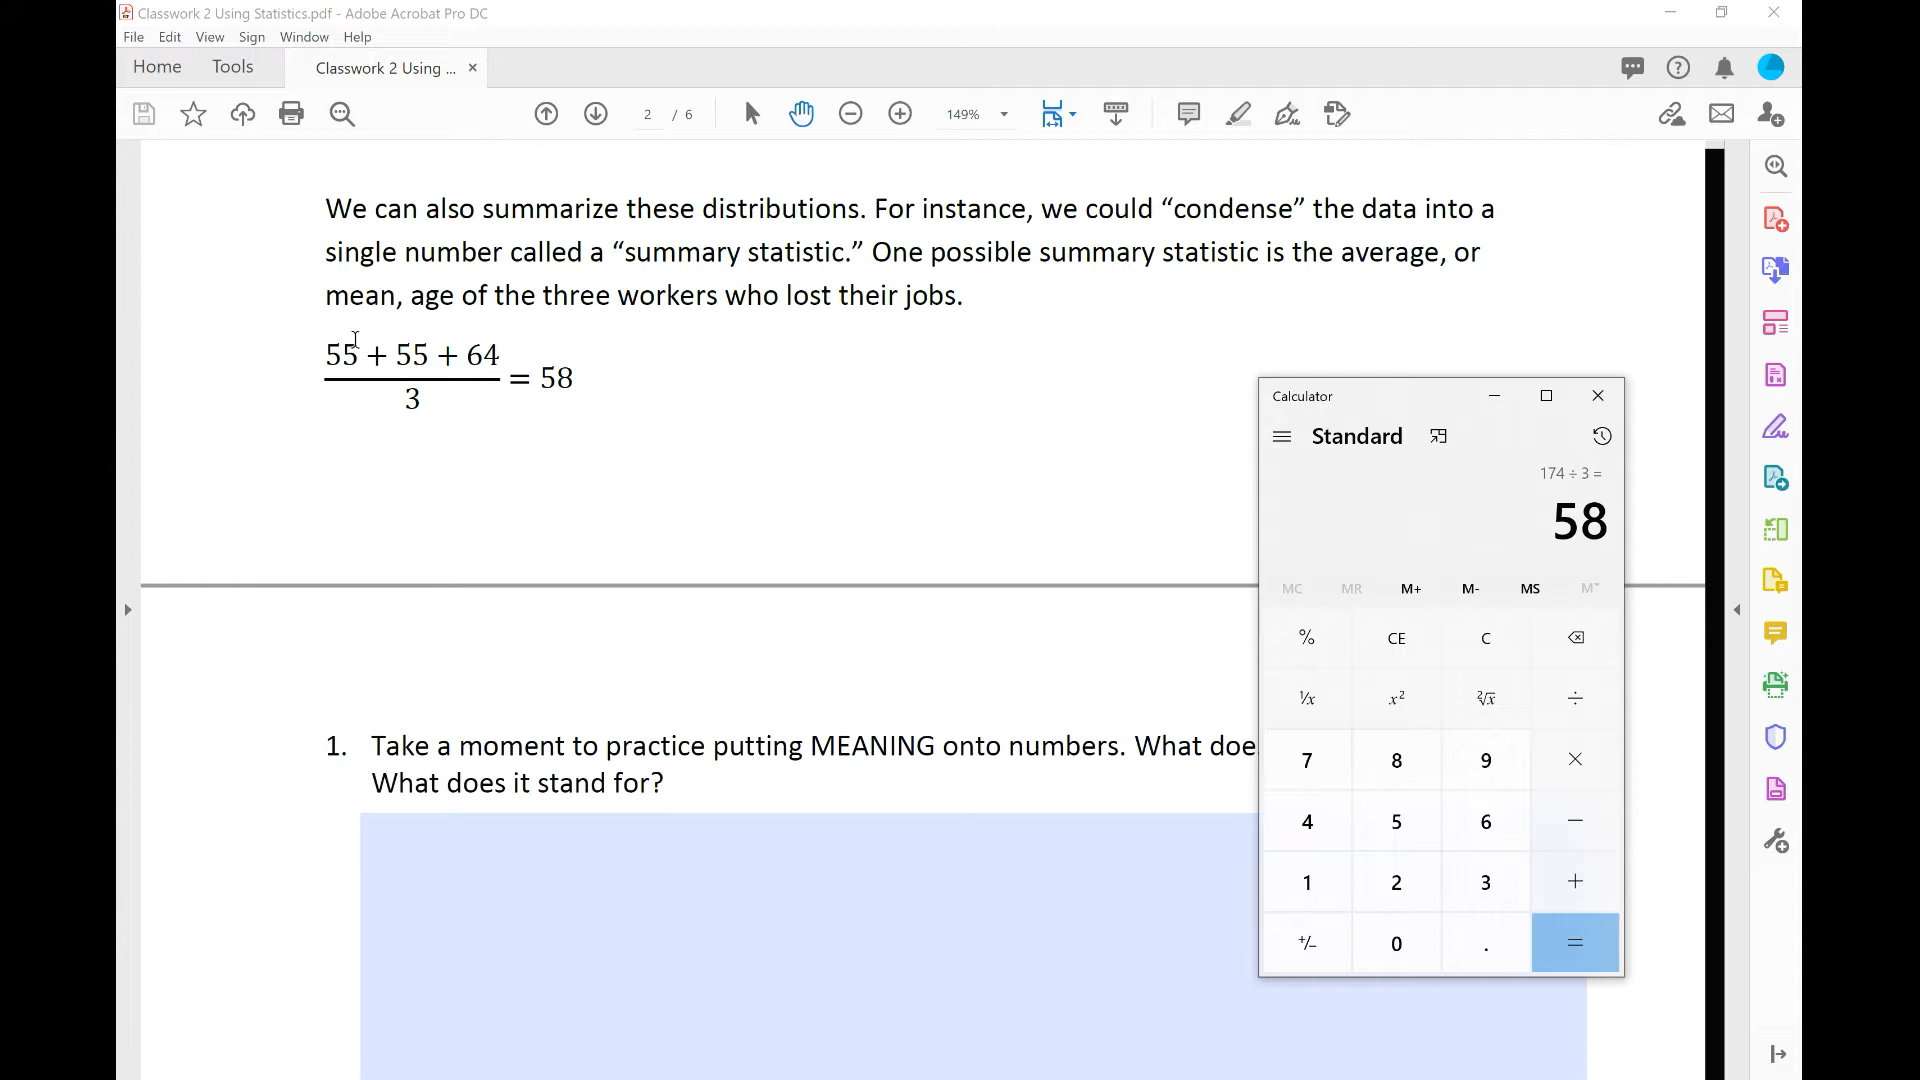 Classwork 2 Using Statistics.pdf - Adobe Acrobat Pro DC
File Edit View Sign Window Help
Home Tools Classwork 2 Using ... ×
2 / 6 149%
We can also summarize these distributions. For instance, we could “condense” the data into a
single number called a “summary statistic.” One possible summary statistic is the average, or
mean, age of the three workers who lost their jobs.
55 + 55 + 64
3
= 58
1. Take a moment to practice putting MEANING onto numbers. What doe
What does it stand for?
Calculator
Standard
174 ÷ 3 =
58
MC MR M+ M- MS M˅
% CE C
¹/x x² ²√x ÷
7 8 9 ×
4 5 6 −
1 2 3 +
+/− 0 . =